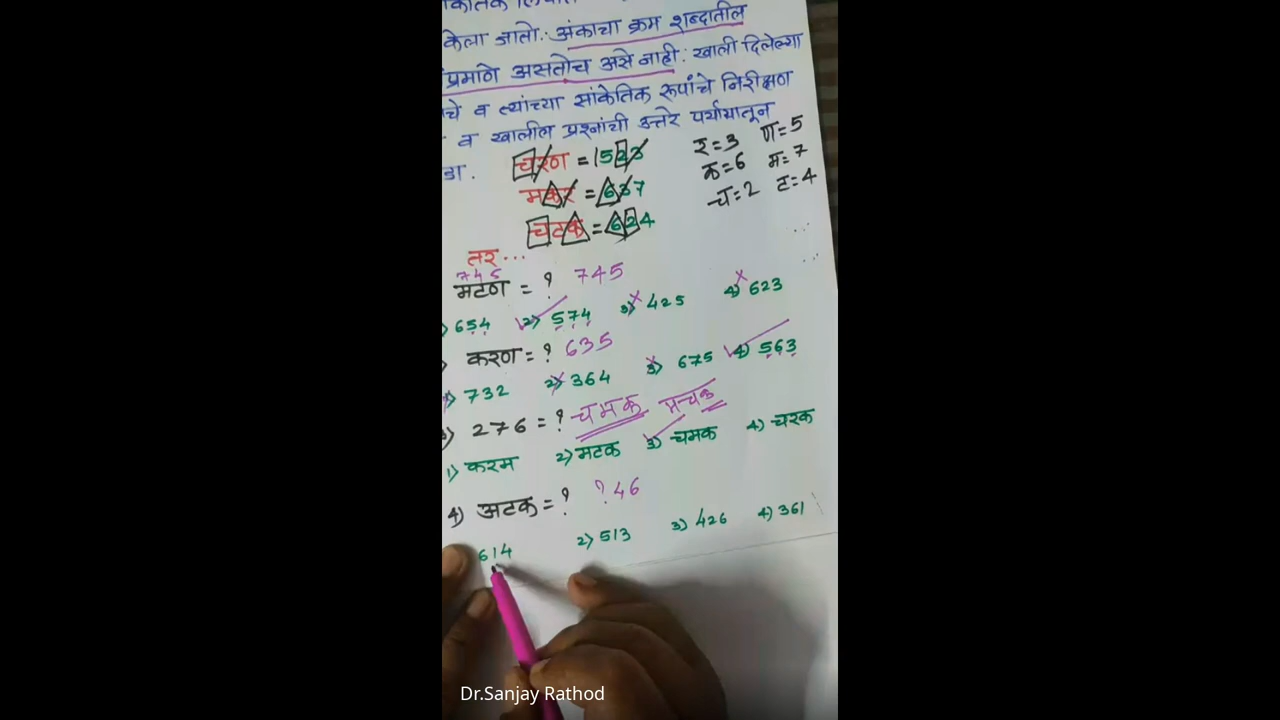 केला जातो. अंकाचा क्रम शब्दातील
प्रमाणे असतोच असे नाही. खाली दिलेल्या
चे व त्यांच्या सांकेतिक रूपांचे निरीक्षण
व खालील प्रश्नांची उत्तरे पर्यायातून
डा.
चरण = 1523
मकर = 637
चटक = 624
र=3 ण=5
क=6 म=7
च=2 ट=4
तर...
745
मटण = ? 745
654 2) 574 3) 425 4) 623
करण = ? 635
732 2) 364 3) 675 4) 563
276 = ? चमक मचक
1) करम 2) मटक 3) चमक 4) चरक
4) अटक = ? ?46
614 2) 513 3) 426 4) 361
Dr.Sanjay Rathod